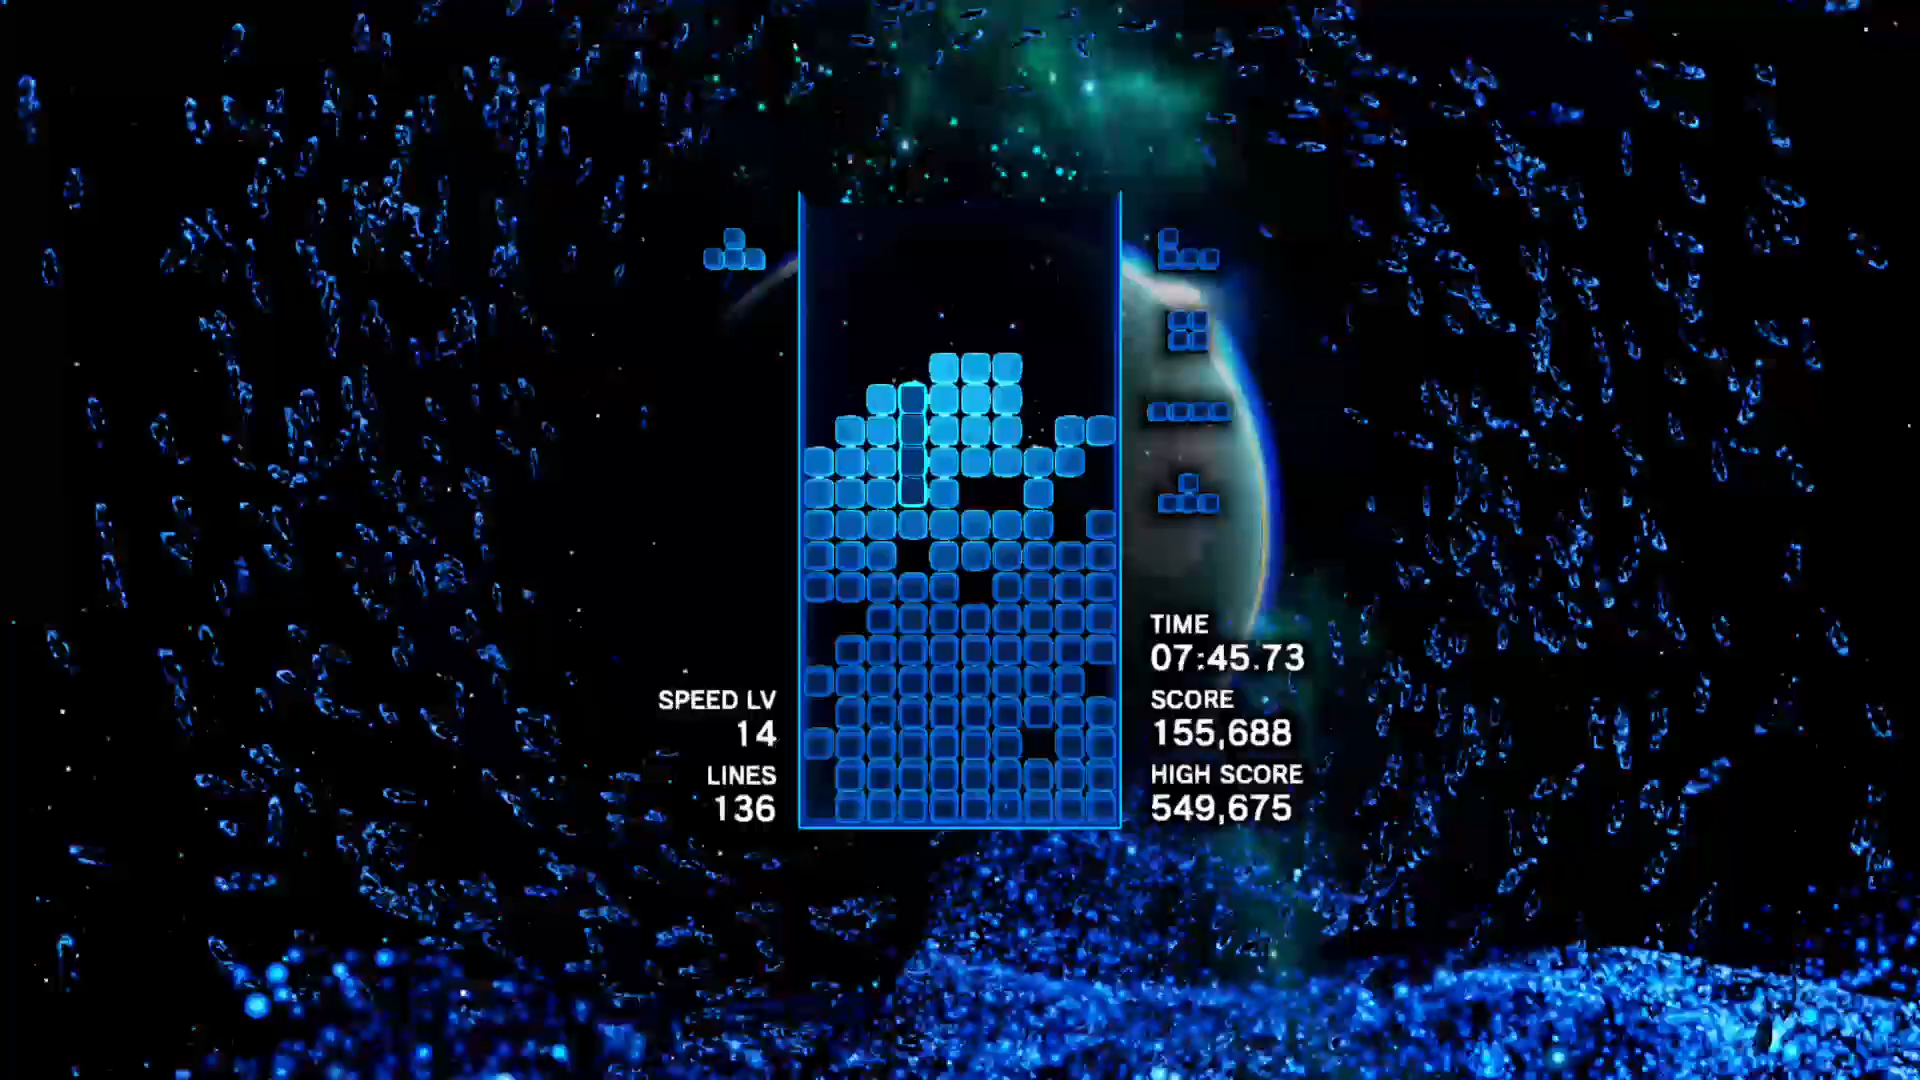 SPEED LV
14
LINES
136
TIME
07:45.73
SCORE
155,688
HIGH SCORE
549,675